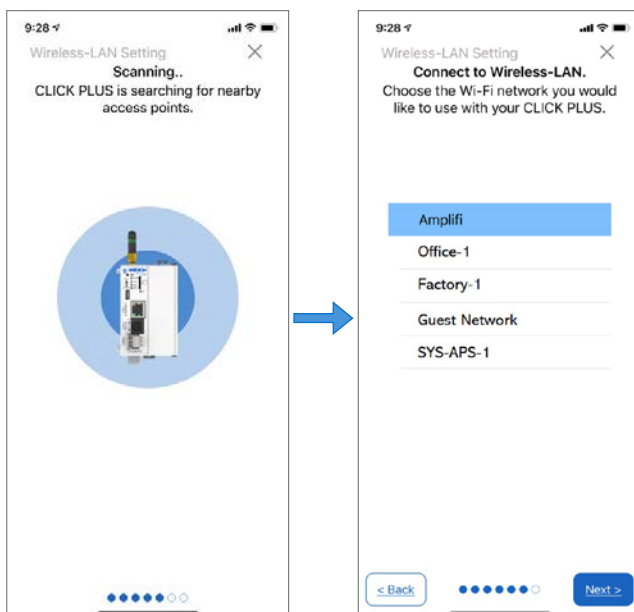 9:28
Wireless-LAN Setting
Scanning..
CLICK PLUS is searching for nearby
access points.
9:28
Wireless-LAN Setting
Connect to Wireless-LAN.
Choose the Wi-Fi network you would
like to use with your CLICK PLUS.
Amplifi
Office-1
Factory-1
Guest Network
SYS-APS-1
< Back
Next >